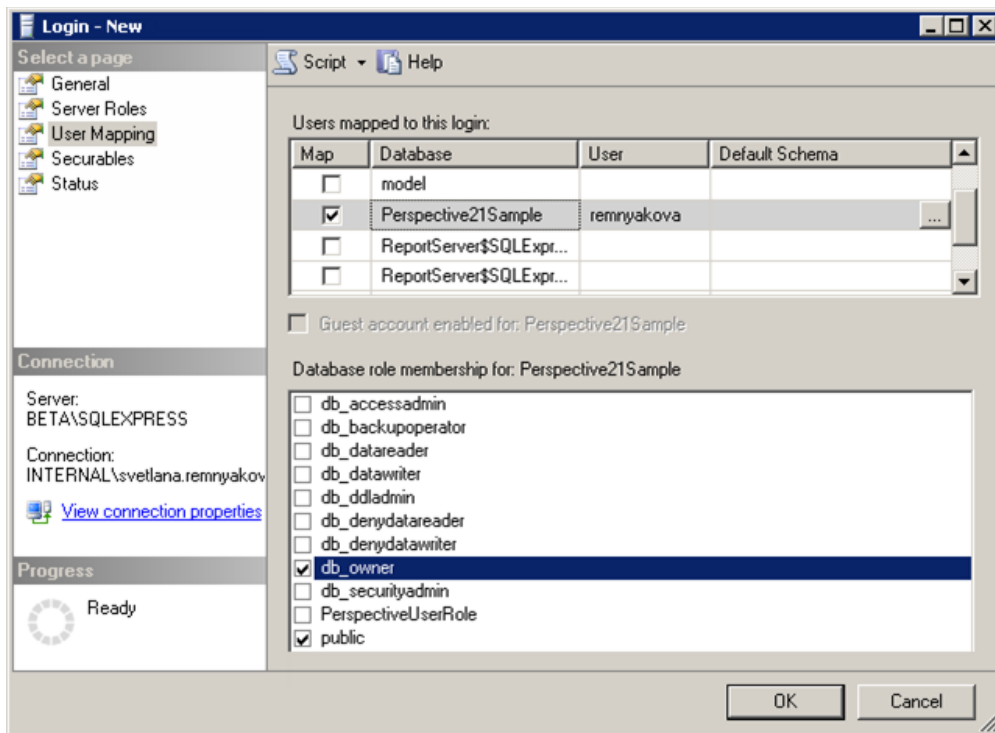 Login - New
Select a page
General
Server Roles
User Mapping
Securables
Status
Script Help
Users mapped to this login:
Map Database User Default Schema
model
Perspective21Sample remnyakova ...
ReportServer$SQLExpr...
ReportServer$SQLExpr...
Guest account enabled for: Perspective21Sample
Database role membership for: Perspective21Sample
db_accessadmin
db_backupoperator
db_datareader
db_datawriter
db_ddladmin
db_denydatareader
db_denydatawriter
db_owner
db_securityadmin
PerspectiveUserRole
public
Connection
Server:
BETA\SQLEXPRESS
Connection:
INTERNAL\svetlana.remnyakov
View connection properties
Progress
Ready
OK Cancel